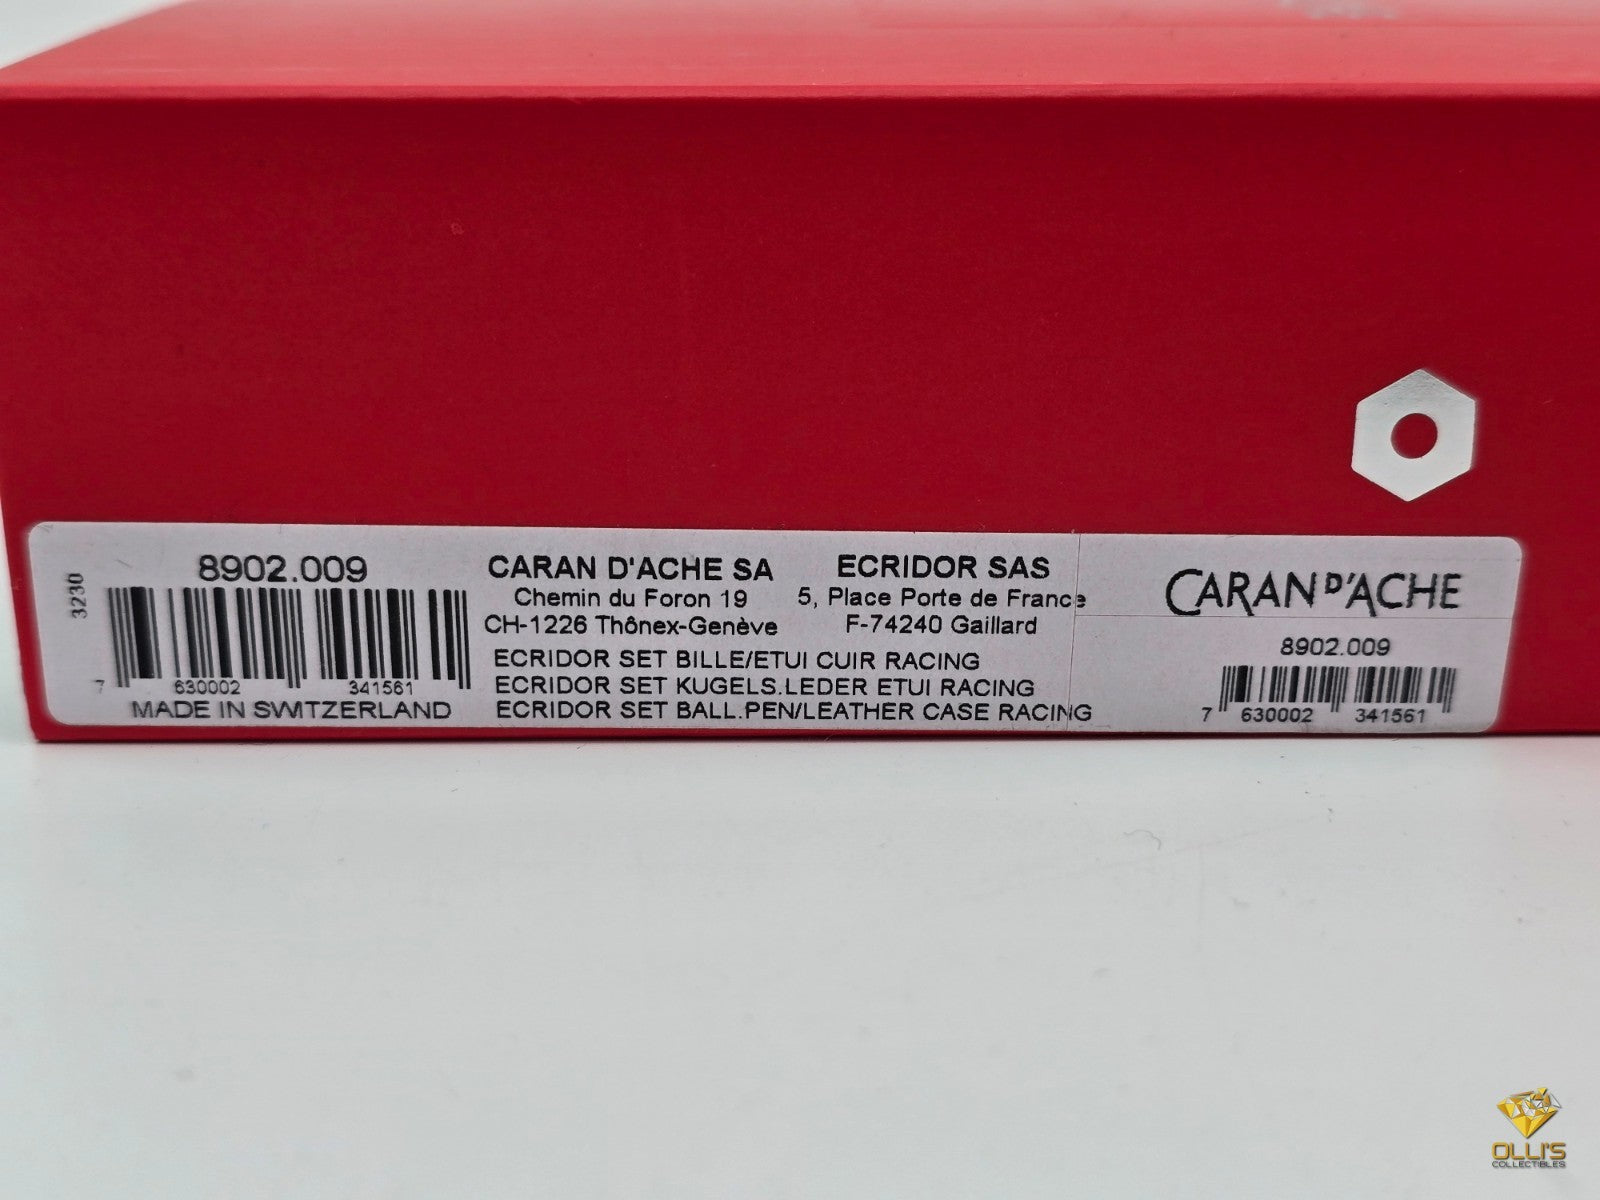 3230
8902.009
7 630002 341561
MADE IN SWITZERLAND
CARAN D'ACHE SA
Chemin du Foron 19
CH-1226 Thônex-Genève
ECRIDOR SAS
5, Place Porte de France
F-74240 Gaillard
ECRIDOR SET BILLE/ETUI CUIR RACING
ECRIDOR SET KUGELS.LEDER ETUI RACING
ECRIDOR SET BALL.PEN/LEATHER CASE RACING
CARAN D'ACHE
8902.009
7 630002 341561
OLLI'S
COLLECTIBLES